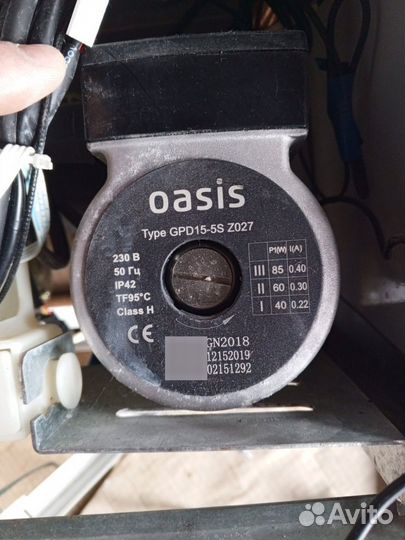 oasis
Type GPD15-5S Z027
230 В
50 Гц
IP42
TF95°C
Class H
CE
P1(W) I(A)
III 85 0.40
II 60 0.30
I 40 0.22
GN2018
12152019
02151292
Avito